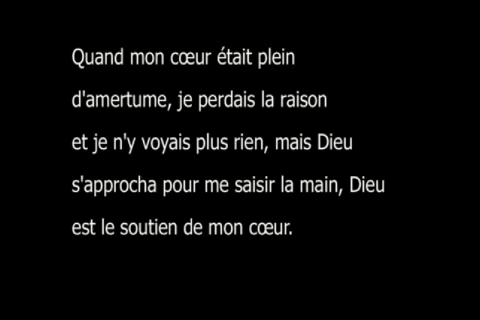 Quand mon cœur était plein
d'amertume, je perdais la raison
et je n'y voyais plus rien, mais Dieu
s'approcha pour me saisir la main, Dieu
est le soutien de mon cœur.